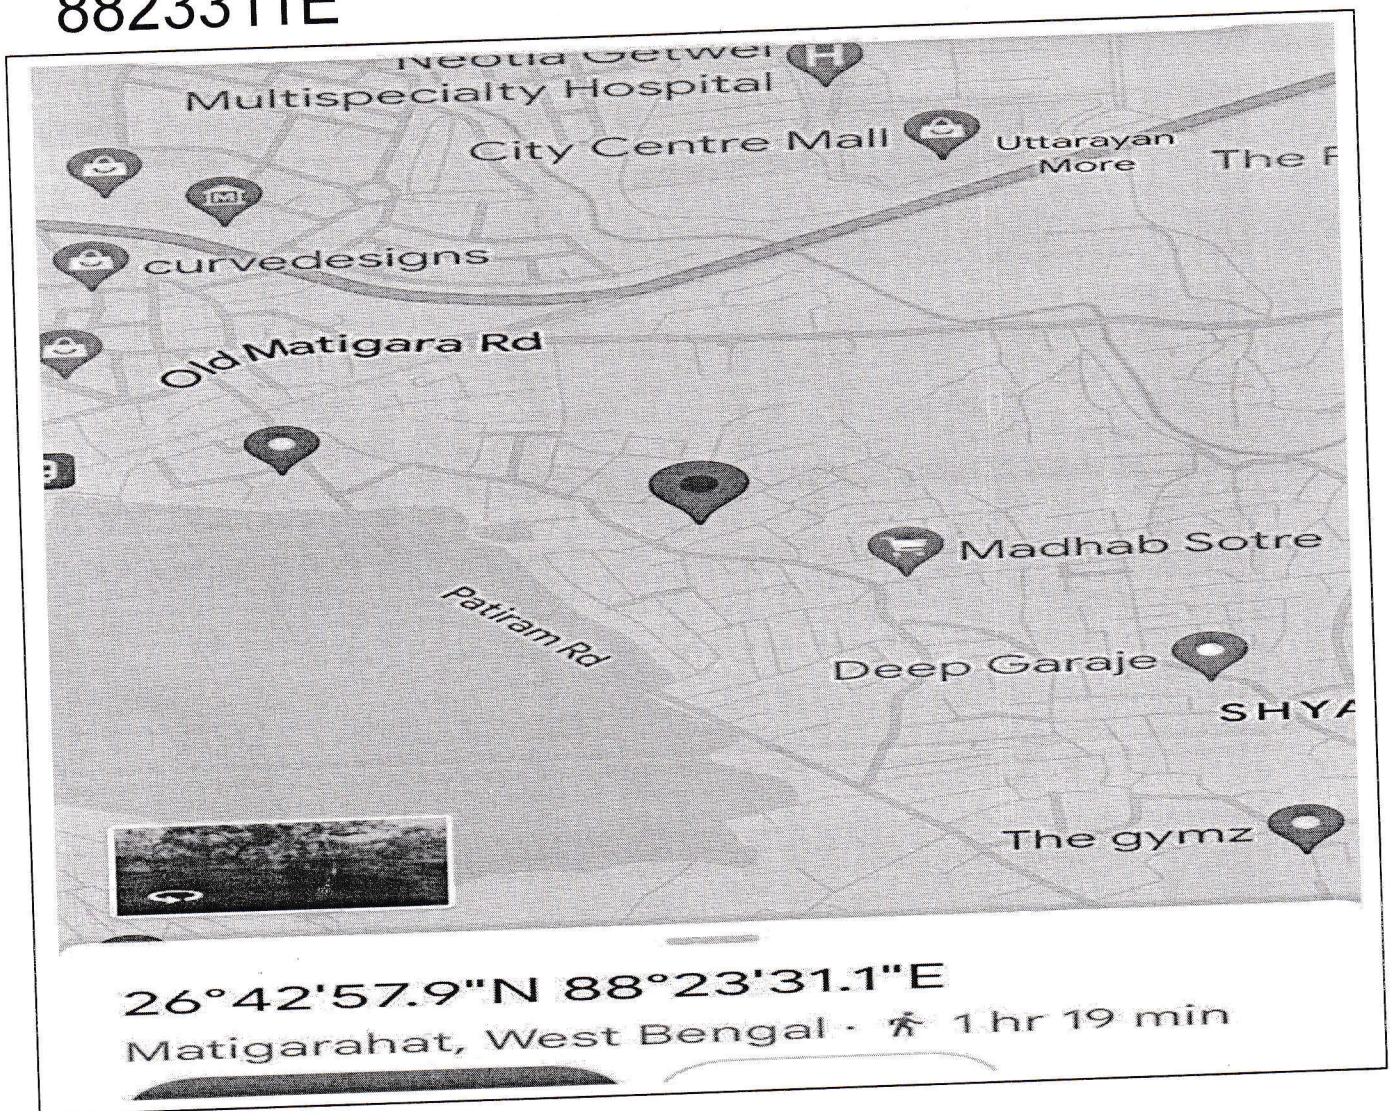 8823311E
Neotia Getwel
Multispecialty Hospital
City Centre Mall
Uttarayan
More
The F
curvedesigns
Old Matigara Rd
Madhab Sotre
Patiram Rd
Deep Garaje
SHYA
The gymz
26°42'57.9"N 88°23'31.1"E
Matigarahat, West Bengal · 1 hr 19 min